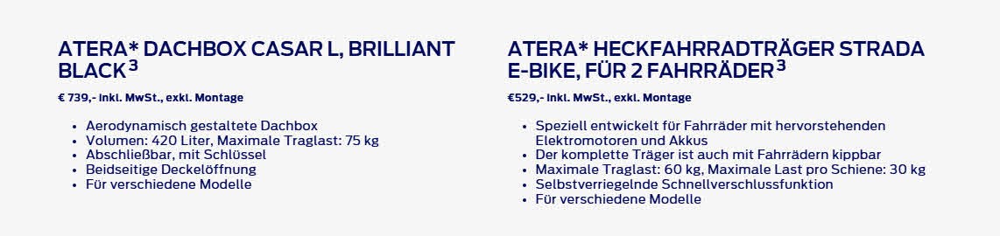 ATERA* DACHBOX CASAR L, BRILLIANT
BLACK³
€ 739,- inkl. MwSt., exkl. Montage
• Aerodynamisch gestaltete Dachbox
• Volumen: 420 Liter, Maximale Traglast: 75 kg
• Abschließbar, mit Schlüssel
• Beidseitige Deckelöffnung
• Für verschiedene Modelle
ATERA* HECKFAHRRADTRÄGER STRADA
E-BIKE, FÜR 2 FAHRRÄDER³
€529,- inkl. MwSt., exkl. Montage
• Speziell entwickelt für Fahrräder mit hervorstehenden
Elektromotoren und Akkus
• Der komplette Träger ist auch mit Fahrrädern kippbar
• Maximale Traglast: 60 kg, Maximale Last pro Schiene: 30 kg
• Selbstverriegelnde Schnellverschlussfunktion
• Für verschiedene Modelle